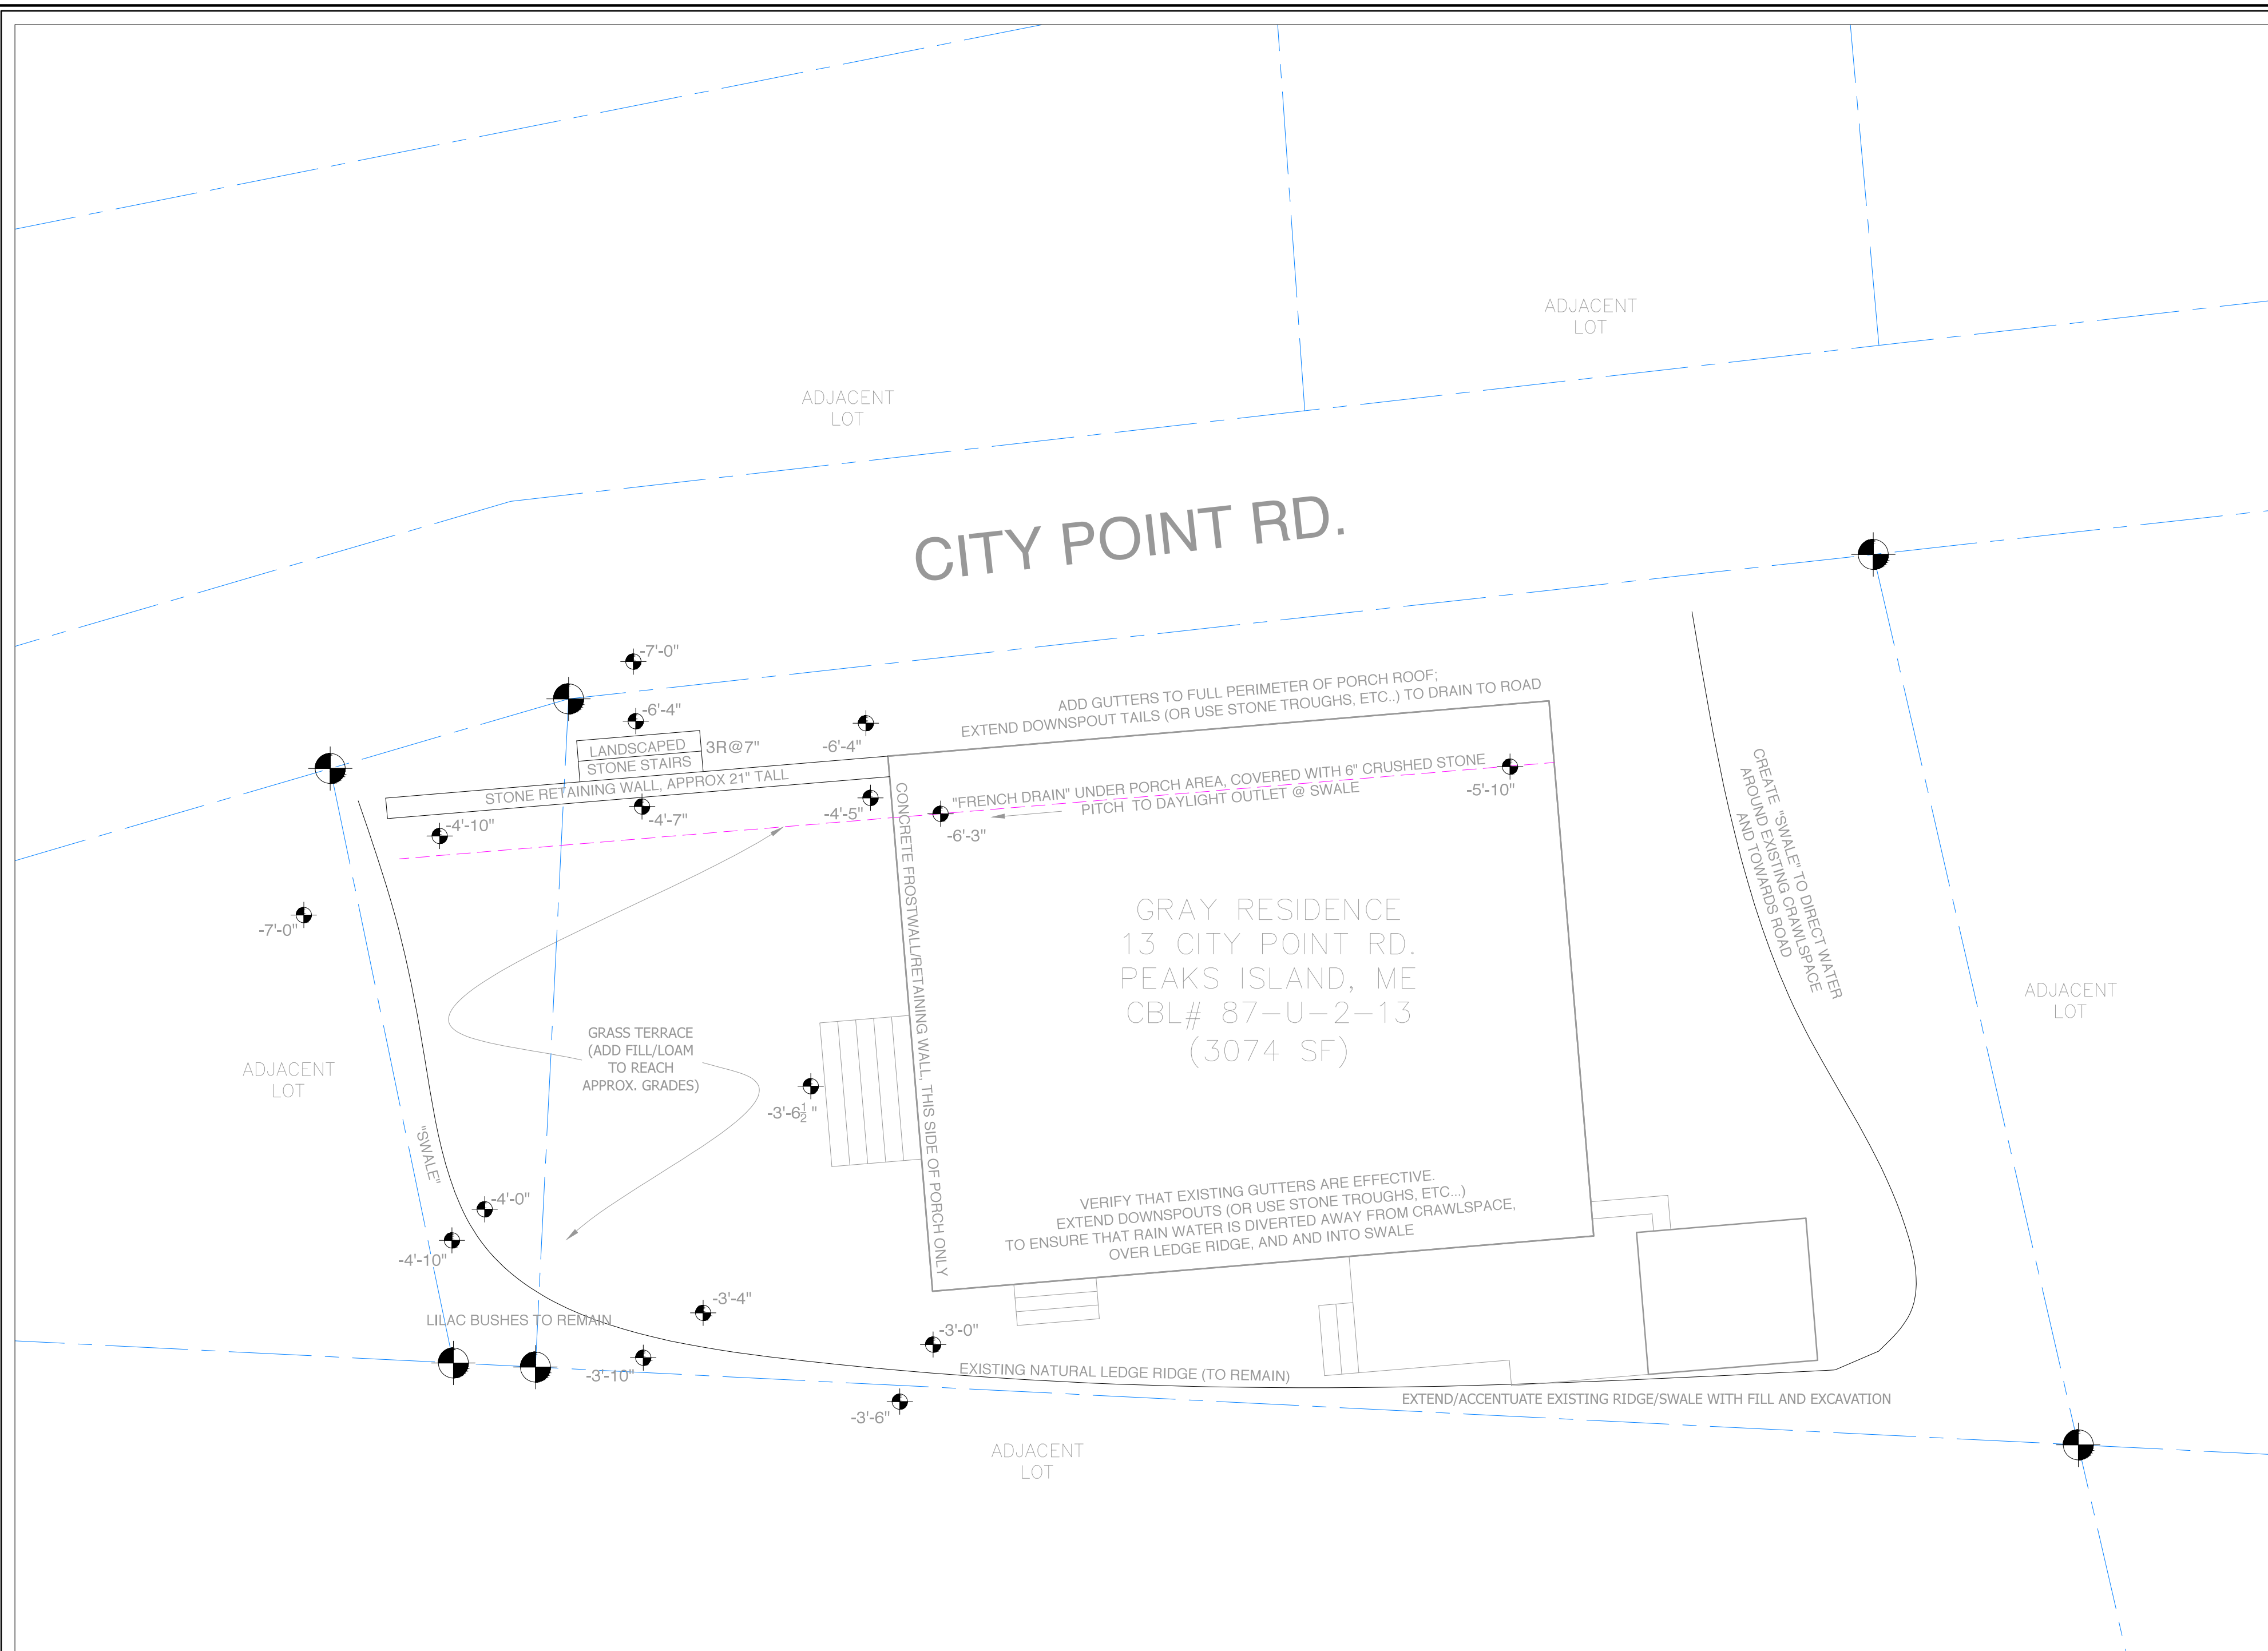 ADJACENT
LOT
ADJACENT
LOT
CITY POINT RD.
-7'-0"
-6'-4"
LANDSCAPED
STONE STAIRS
3R@7"
-6'-4"
ADD GUTTERS TO FULL PERIMETER OF PORCH ROOF;
EXTEND DOWNSPOUT TAILS (OR USE STONE TROUGHS, ETC..) TO DRAIN TO ROAD
STONE RETAINING WALL, APPROX 21" TALL
-4'-10"
-4'-7"
-4'-5"
"FRENCH DRAIN" UNDER PORCH AREA, COVERED WITH 6" CRUSHED STONE
PITCH TO DAYLIGHT OUTLET @ SWALE
-5'-10"
-6'-3"
CREATE "SWALE" TO DIRECT WATER
AROUND EXISTING CRAWLSPACE
AND TOWARDS ROAD
CONCRETE FROSTWALL/RETAINING WALL, THIS SIDE OF PORCH ONLY
GRAY RESIDENCE
13 CITY POINT RD.
PEAKS ISLAND, ME
CBL# 87-U-2-13
(3074 SF)
-7'-0"
ADJACENT
LOT
GRASS TERRACE
(ADD FILL/LOAM
TO REACH
APPROX. GRADES)
ADJACENT
LOT
-3'-6½"
"SWALE"
-4'-0"
-4'-10"
VERIFY THAT EXISTING GUTTERS ARE EFFECTIVE.
EXTEND DOWNSPOUTS (OR USE STONE TROUGHS, ETC...)
TO ENSURE THAT RAIN WATER IS DIVERTED AWAY FROM CRAWLSPACE,
OVER LEDGE RIDGE, AND AND INTO SWALE
LILAC BUSHES TO REMAIN
-3'-4"
-3'-0"
-3'-10"
EXISTING NATURAL LEDGE RIDGE (TO REMAIN)
EXTEND/ACCENTUATE EXISTING RIDGE/SWALE WITH FILL AND EXCAVATION
-3'-6"
ADJACENT
LOT